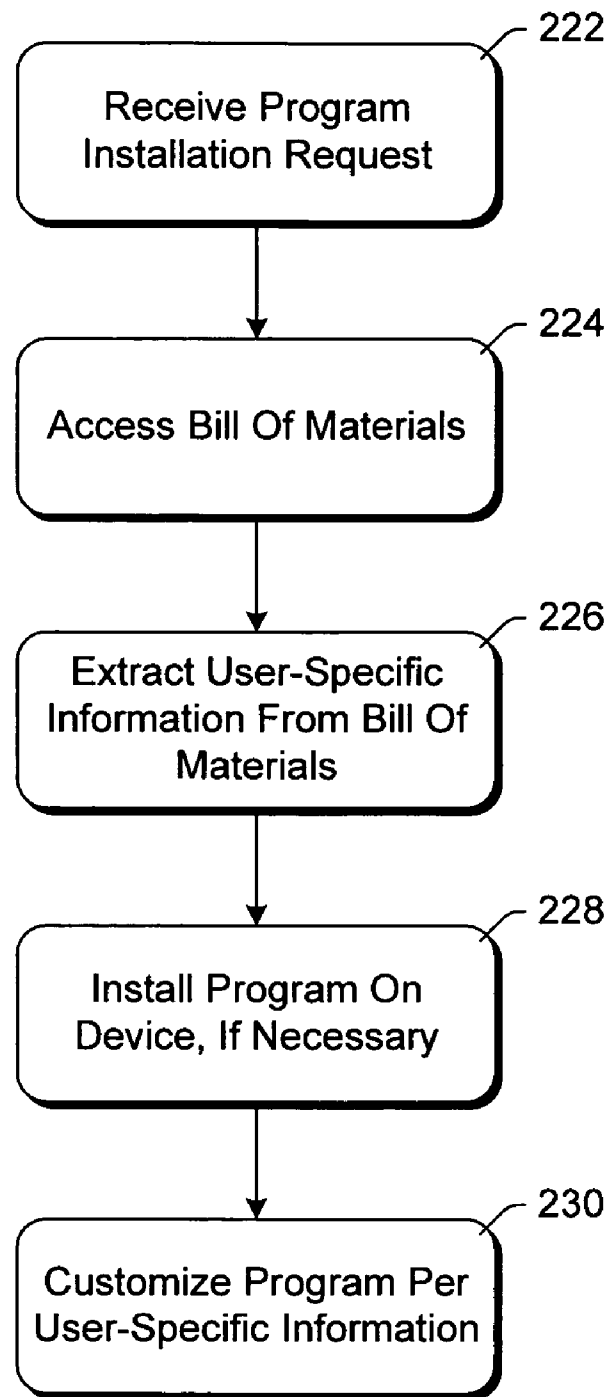 222
Receive Program
Installation Request
224
Access Bill Of Materials
226
Extract User-Specific
Information From Bill Of
Materials
228
Install Program On
Device, If Necessary
230
Customize Program Per
User-Specific Information